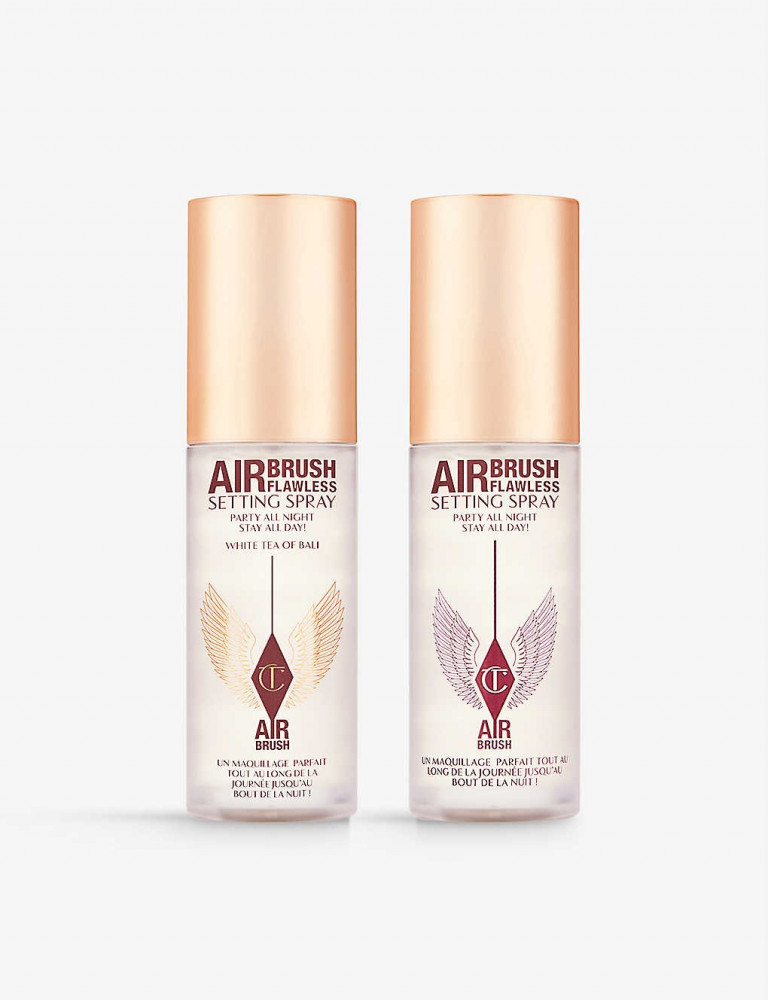 AIRBRUSH
FLAWLESS
SETTING SPRAY
PARTY ALL NIGHT
STAY ALL DAY!
WHITE TEA OF BALI
CT
AIR
BRUSH
UN MAQUILLAGE PARFAIT
TOUT AU LONG DE LA
JOURNÉE JUSQU'AU
BOUT DE LA NUIT !
AIRBRUSH
FLAWLESS
SETTING SPRAY
PARTY ALL NIGHT
STAY ALL DAY!
CT
AIR
BRUSH
UN MAQUILLAGE PARFAIT TOUT AU
LONG DE LA JOURNÉE JUSQU'AU
BOUT DE LA NUIT !